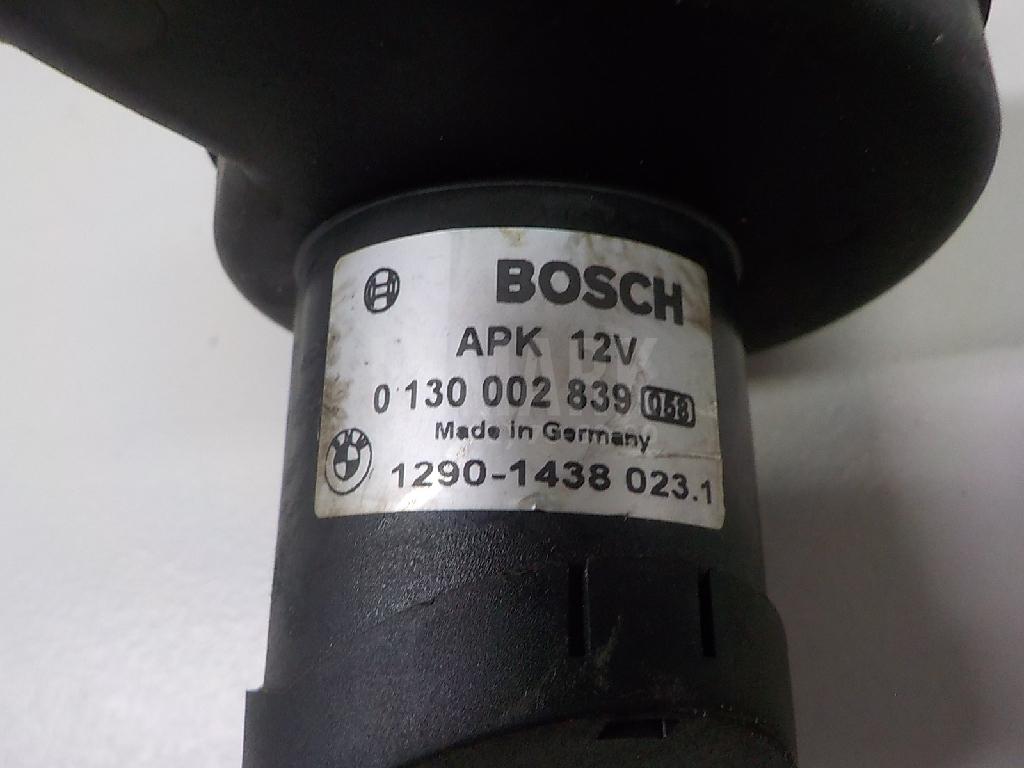 BOSCH
APK 12V
0 130 002 839 058
Made in Germany
1290-1438 023.1